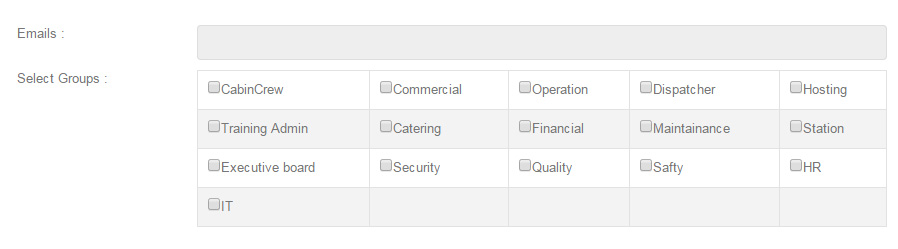 Emails :
Select Groups :
CabinCrew Commercial Operation Dispatcher Hosting
Training Admin Catering Financial Maintainance Station
Executive board Security Quality Safty HR
IT